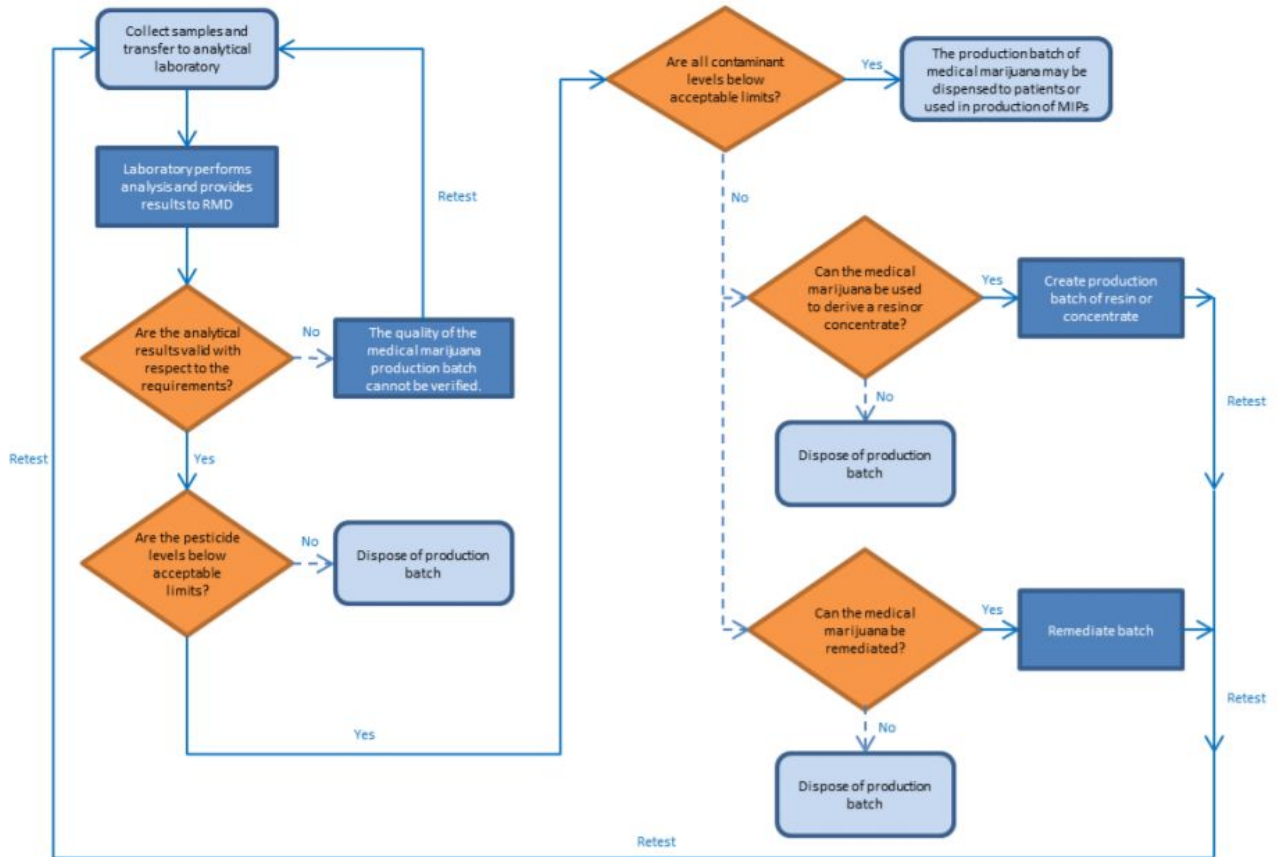 Collect samples and
transfer to analytical
laboratory
Laboratory performs
analysis and provides
results to RMD
Retest
Are the analytical
results valid with
respect to the
requirements?
No
The quality of the
medical marijuana
production batch
cannot be verified.
Retest
Yes
Are the pesticide
levels below
acceptable
limits?
No
Dispose of production
batch
Yes
Are all contaminant
levels below
acceptable limits?
Yes
The production batch of
medical marijuana may be
dispensed to patients or
used in production of MIPs
No
Can the medical
marijuana be used
to derive a resin or
concentrate?
Yes
Create production
batch of resin or
concentrate
Retest
No
Dispose of production
batch
Can the medical
marijuana be
remediated?
Yes
Remediate batch
Retest
No
Dispose of production
batch
Retest